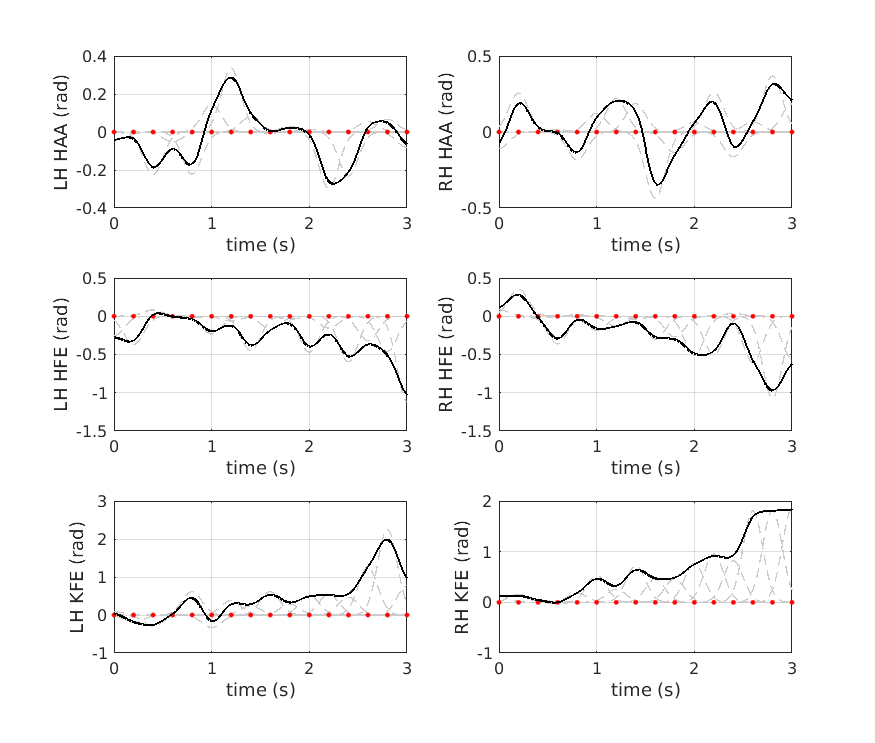 0.4
0.2
0
-0.2
-0.4
LH HAA (rad)
0 1 2 3
time (s)
0.5
0
-0.5
RH HAA (rad)
0 1 2 3
time (s)
0.5
0
-0.5
-1
-1.5
LH HFE (rad)
0 1 2 3
time (s)
0.5
0
-0.5
-1
-1.5
RH HFE (rad)
0 1 2 3
time (s)
3
2
1
0
-1
LH KFE (rad)
0 1 2 3
time (s)
2
1
0
-1
RH KFE (rad)
0 1 2 3
time (s)